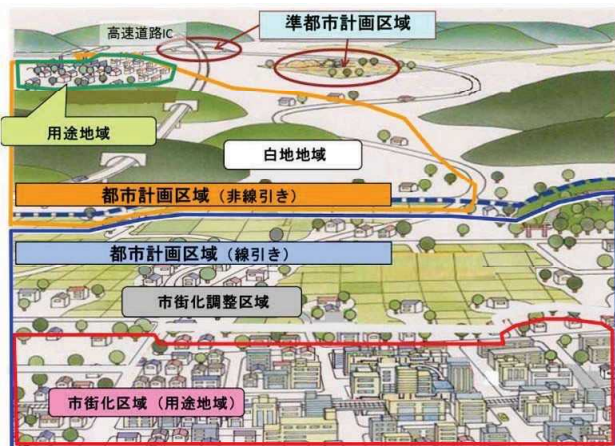 高速道路IC
準都市計画区域
用途地域
白地地域
都市計画区域（非線引き）
都市計画区域（線引き）
市街化調整区域
市街化区域（用途地域）